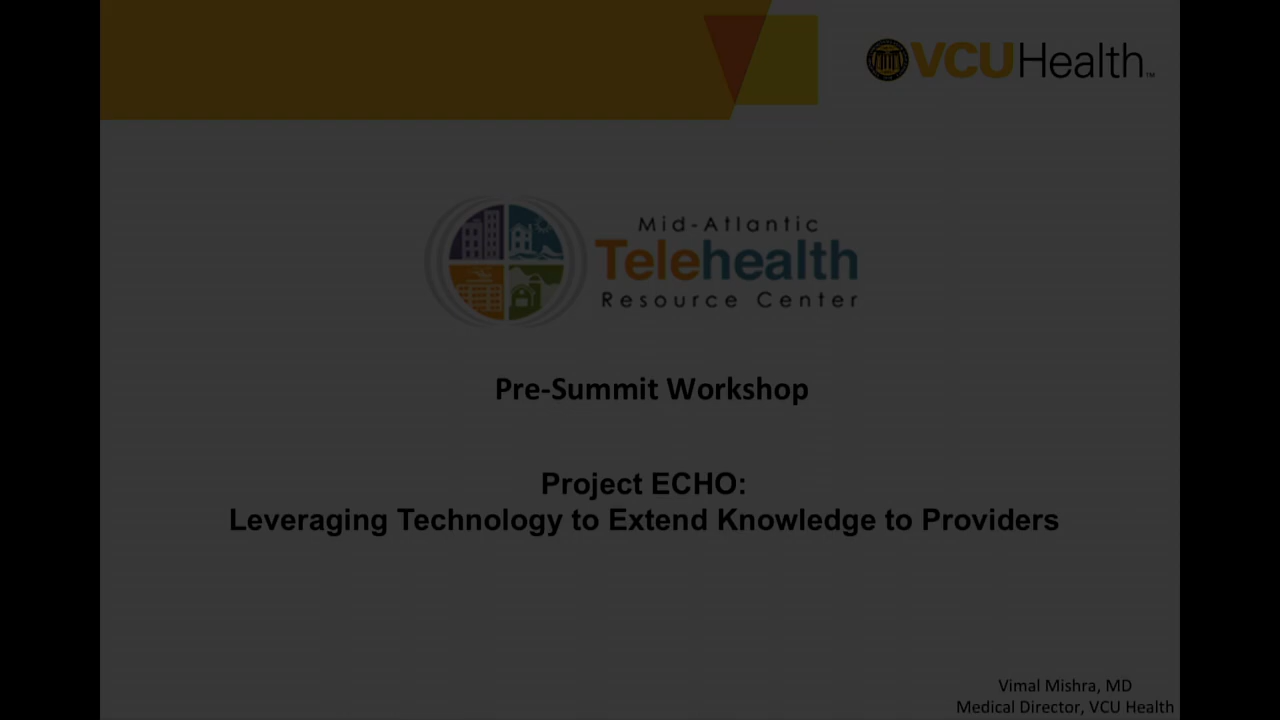 VCUHealth™
Mid-Atlantic
Telehealth
Resource Center
Pre-Summit Workshop
Project ECHO:
Leveraging Technology to Extend Knowledge to Providers
Vimal Mishra, MD
Medical Director, VCU Health